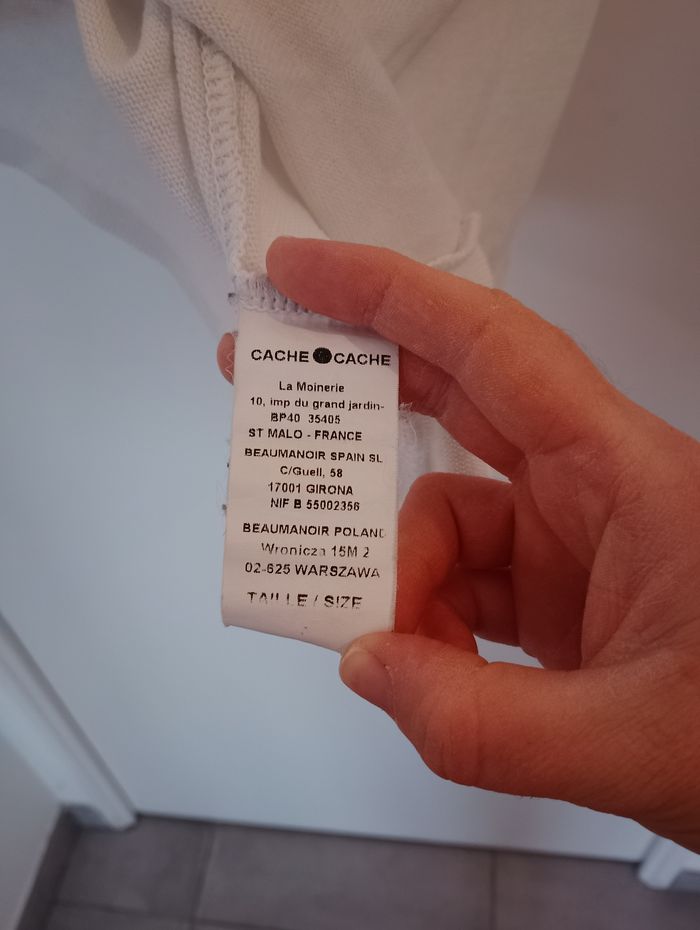 CACHE CACHE
La Moinerie
10, imp du grand jardin-
BP40 35405
ST MALO - FRANCE
BEAUMANOIR SPAIN SL
C/Guell, 58
17001 GIRONA
NIF B 55002356
BEAUMANOIR POLAND
Wronicza 15M 2
02-625 WARSZAWA
TAILLE / SIZE